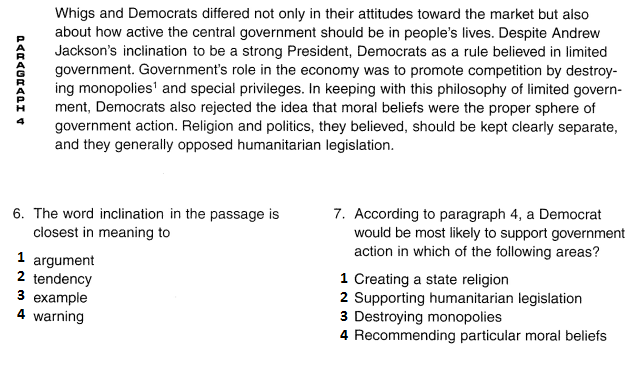 PARAGRAPH 4
Whigs and Democrats differed not only in their attitudes toward the market but also
about how active the central government should be in people's lives. Despite Andrew
Jackson's inclination to be a strong President, Democrats as a rule believed in limited
government. Government's role in the economy was to promote competition by destroy-
ing monopolies¹ and special privileges. In keeping with this philosophy of limited govern-
ment, Democrats also rejected the idea that moral beliefs were the proper sphere of
government action. Religion and politics, they believed, should be kept clearly separate,
and they generally opposed humanitarian legislation.
6. The word inclination in the passage is
closest in meaning to
1 argument
2 tendency
3 example
4 warning
7. According to paragraph 4, a Democrat
would be most likely to support government
action in which of the following areas?
1 Creating a state religion
2 Supporting humanitarian legislation
3 Destroying monopolies
4 Recommending particular moral beliefs